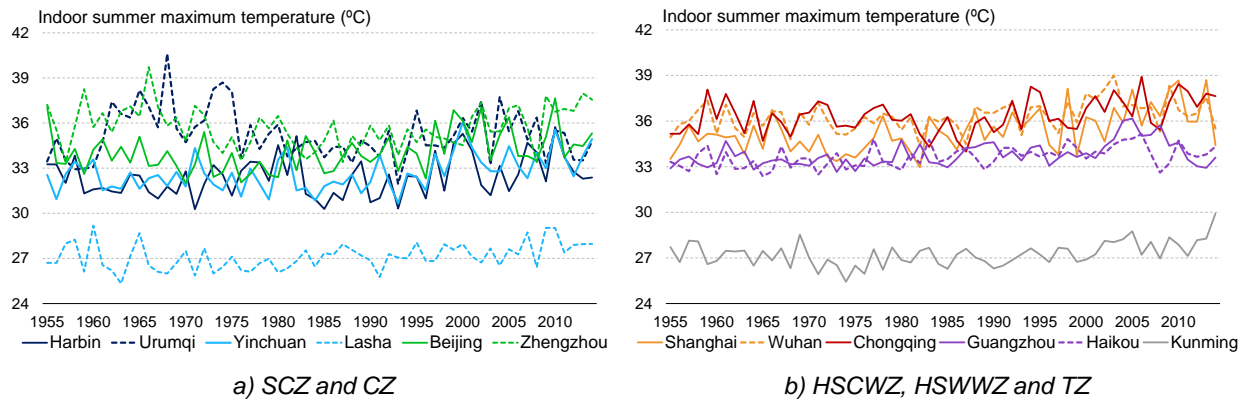 Indoor summer maximum temperature (ºC)
42
39
36
33
30
27
24
1955 1960 1965 1970 1975 1980 1985 1990 1995 2000 2005 2010
Harbin Urumqi Yinchuan Lasha Beijing Zhengzhou
a) SCZ and CZ
Indoor summer maximum temperature (ºC)
42
39
36
33
30
27
24
1955 1960 1965 1970 1975 1980 1985 1990 1995 2000 2005 2010
Shanghai Wuhan Chongqing Guangzhou Haikou Kunming
b) HSCWZ, HSWWZ and TZ